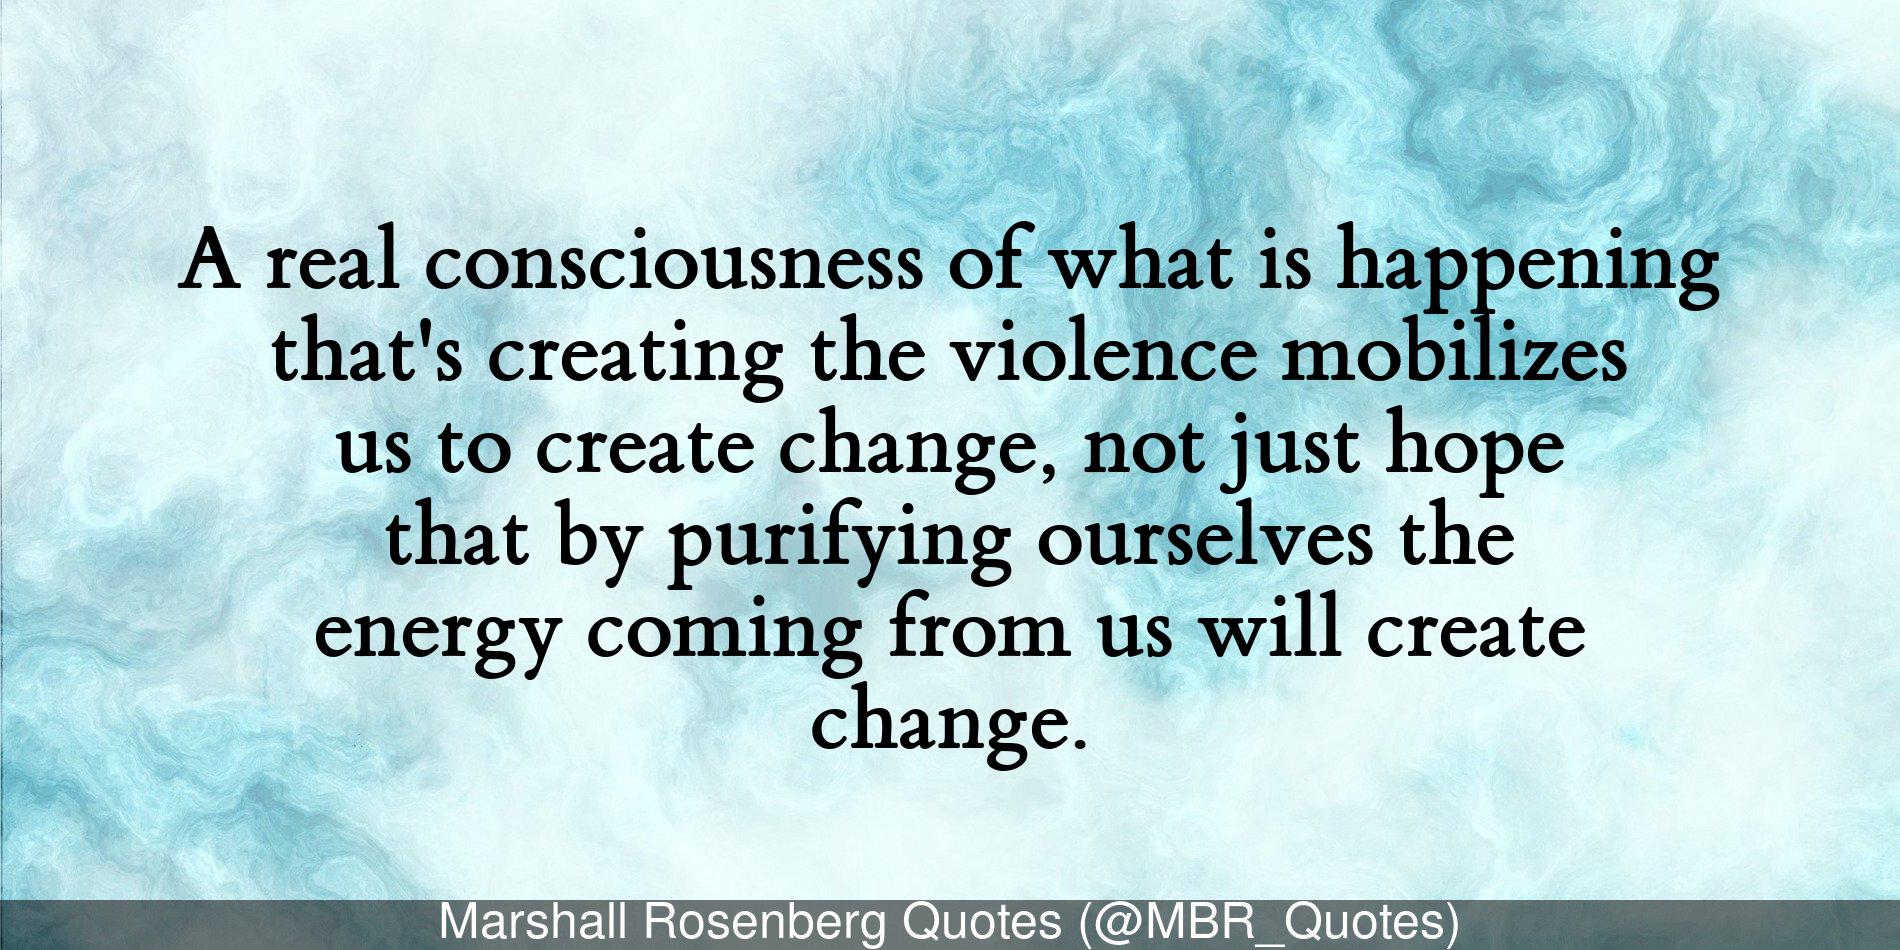 A real consciousness of what is happening
that's creating the violence mobilizes
us to create change, not just hope
that by purifying ourselves the
energy coming from us will create
change.
Marshall Rosenberg Quotes (@MBR_Quotes)